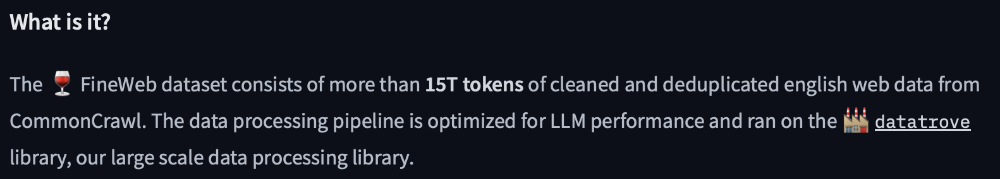 What is it?
The 🍷 FineWeb dataset consists of more than 15T tokens of cleaned and deduplicated english web data from
CommonCrawl. The data processing pipeline is optimized for LLM performance and ran on the 🏭 datatrove
library, our large scale data processing library.